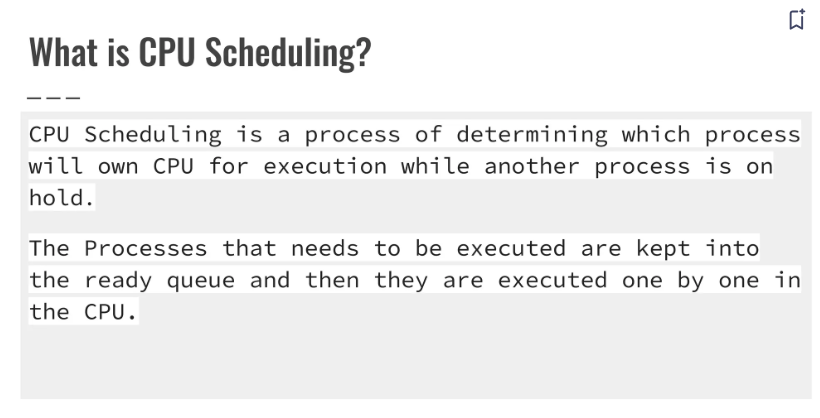 What is CPU Scheduling?
CPU Scheduling is a process of determining which process
will own CPU for execution while another process is on
hold.
The Processes that needs to be executed are kept into
the ready queue and then they are executed one by one in
the CPU.